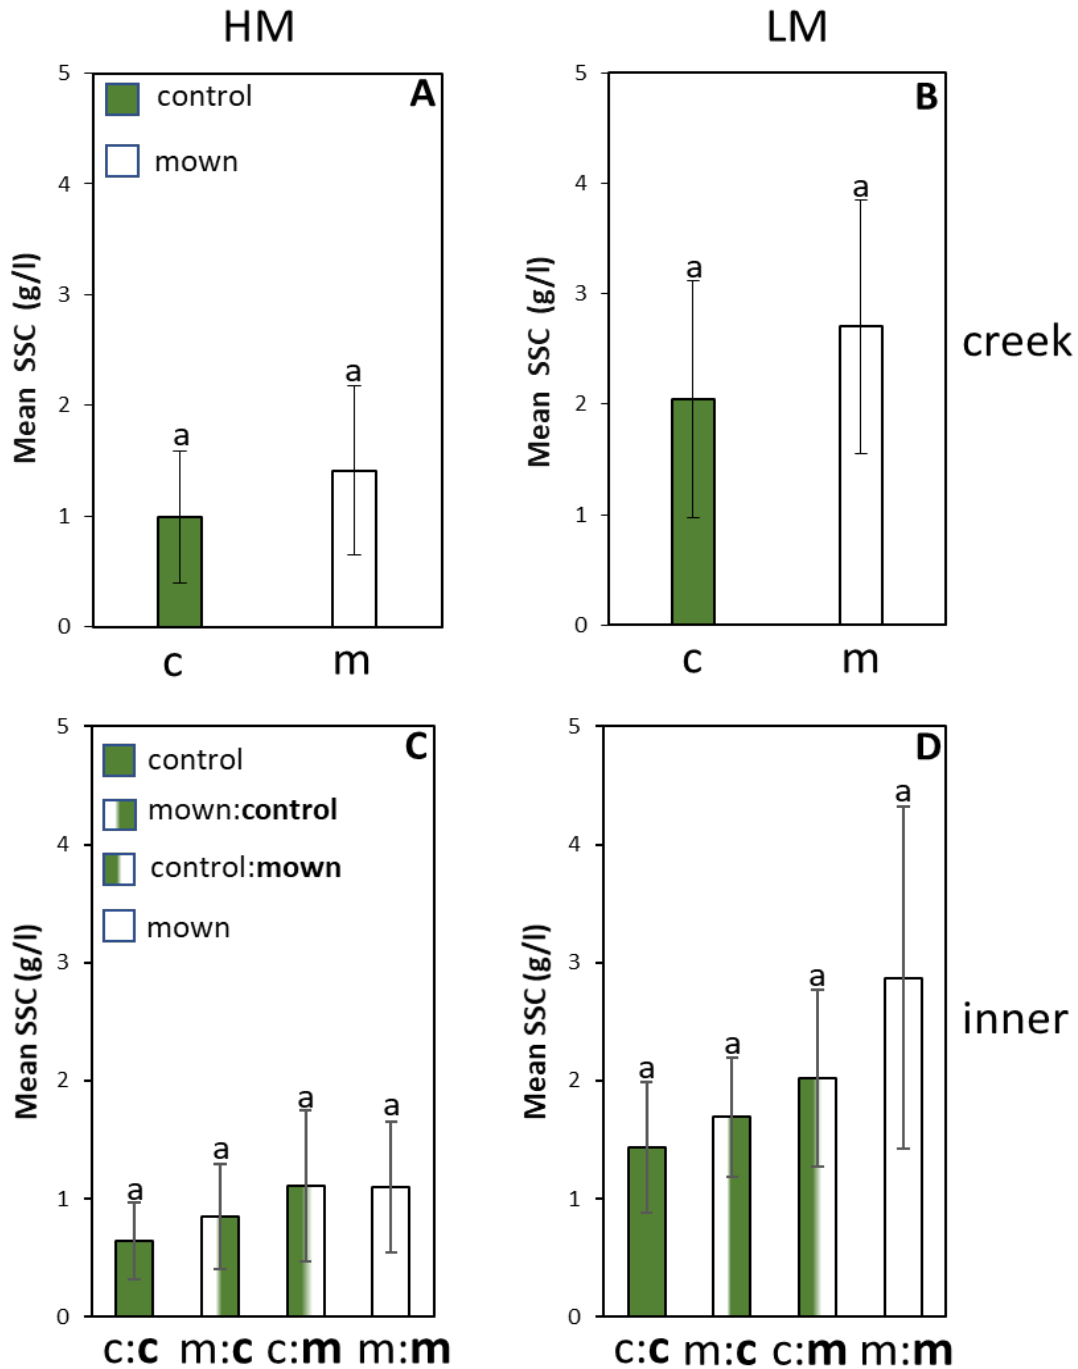 HM
LM
5
4
3
2
1
0
Mean SSC (g/l)
control
mown
A
a
a
c
m
5
4
3
2
1
0
Mean SSC (g/l)
B
a
a
c
m
creek
5
4
3
2
1
0
Mean SSC (g/l)
control
mown:control
control:mown
mown
C
a
a
a
a
c:c m:c c:m m:m
5
4
3
2
1
0
Mean SSC (g/l)
D
a
a
a
a
c:c m:c c:m m:m
inner